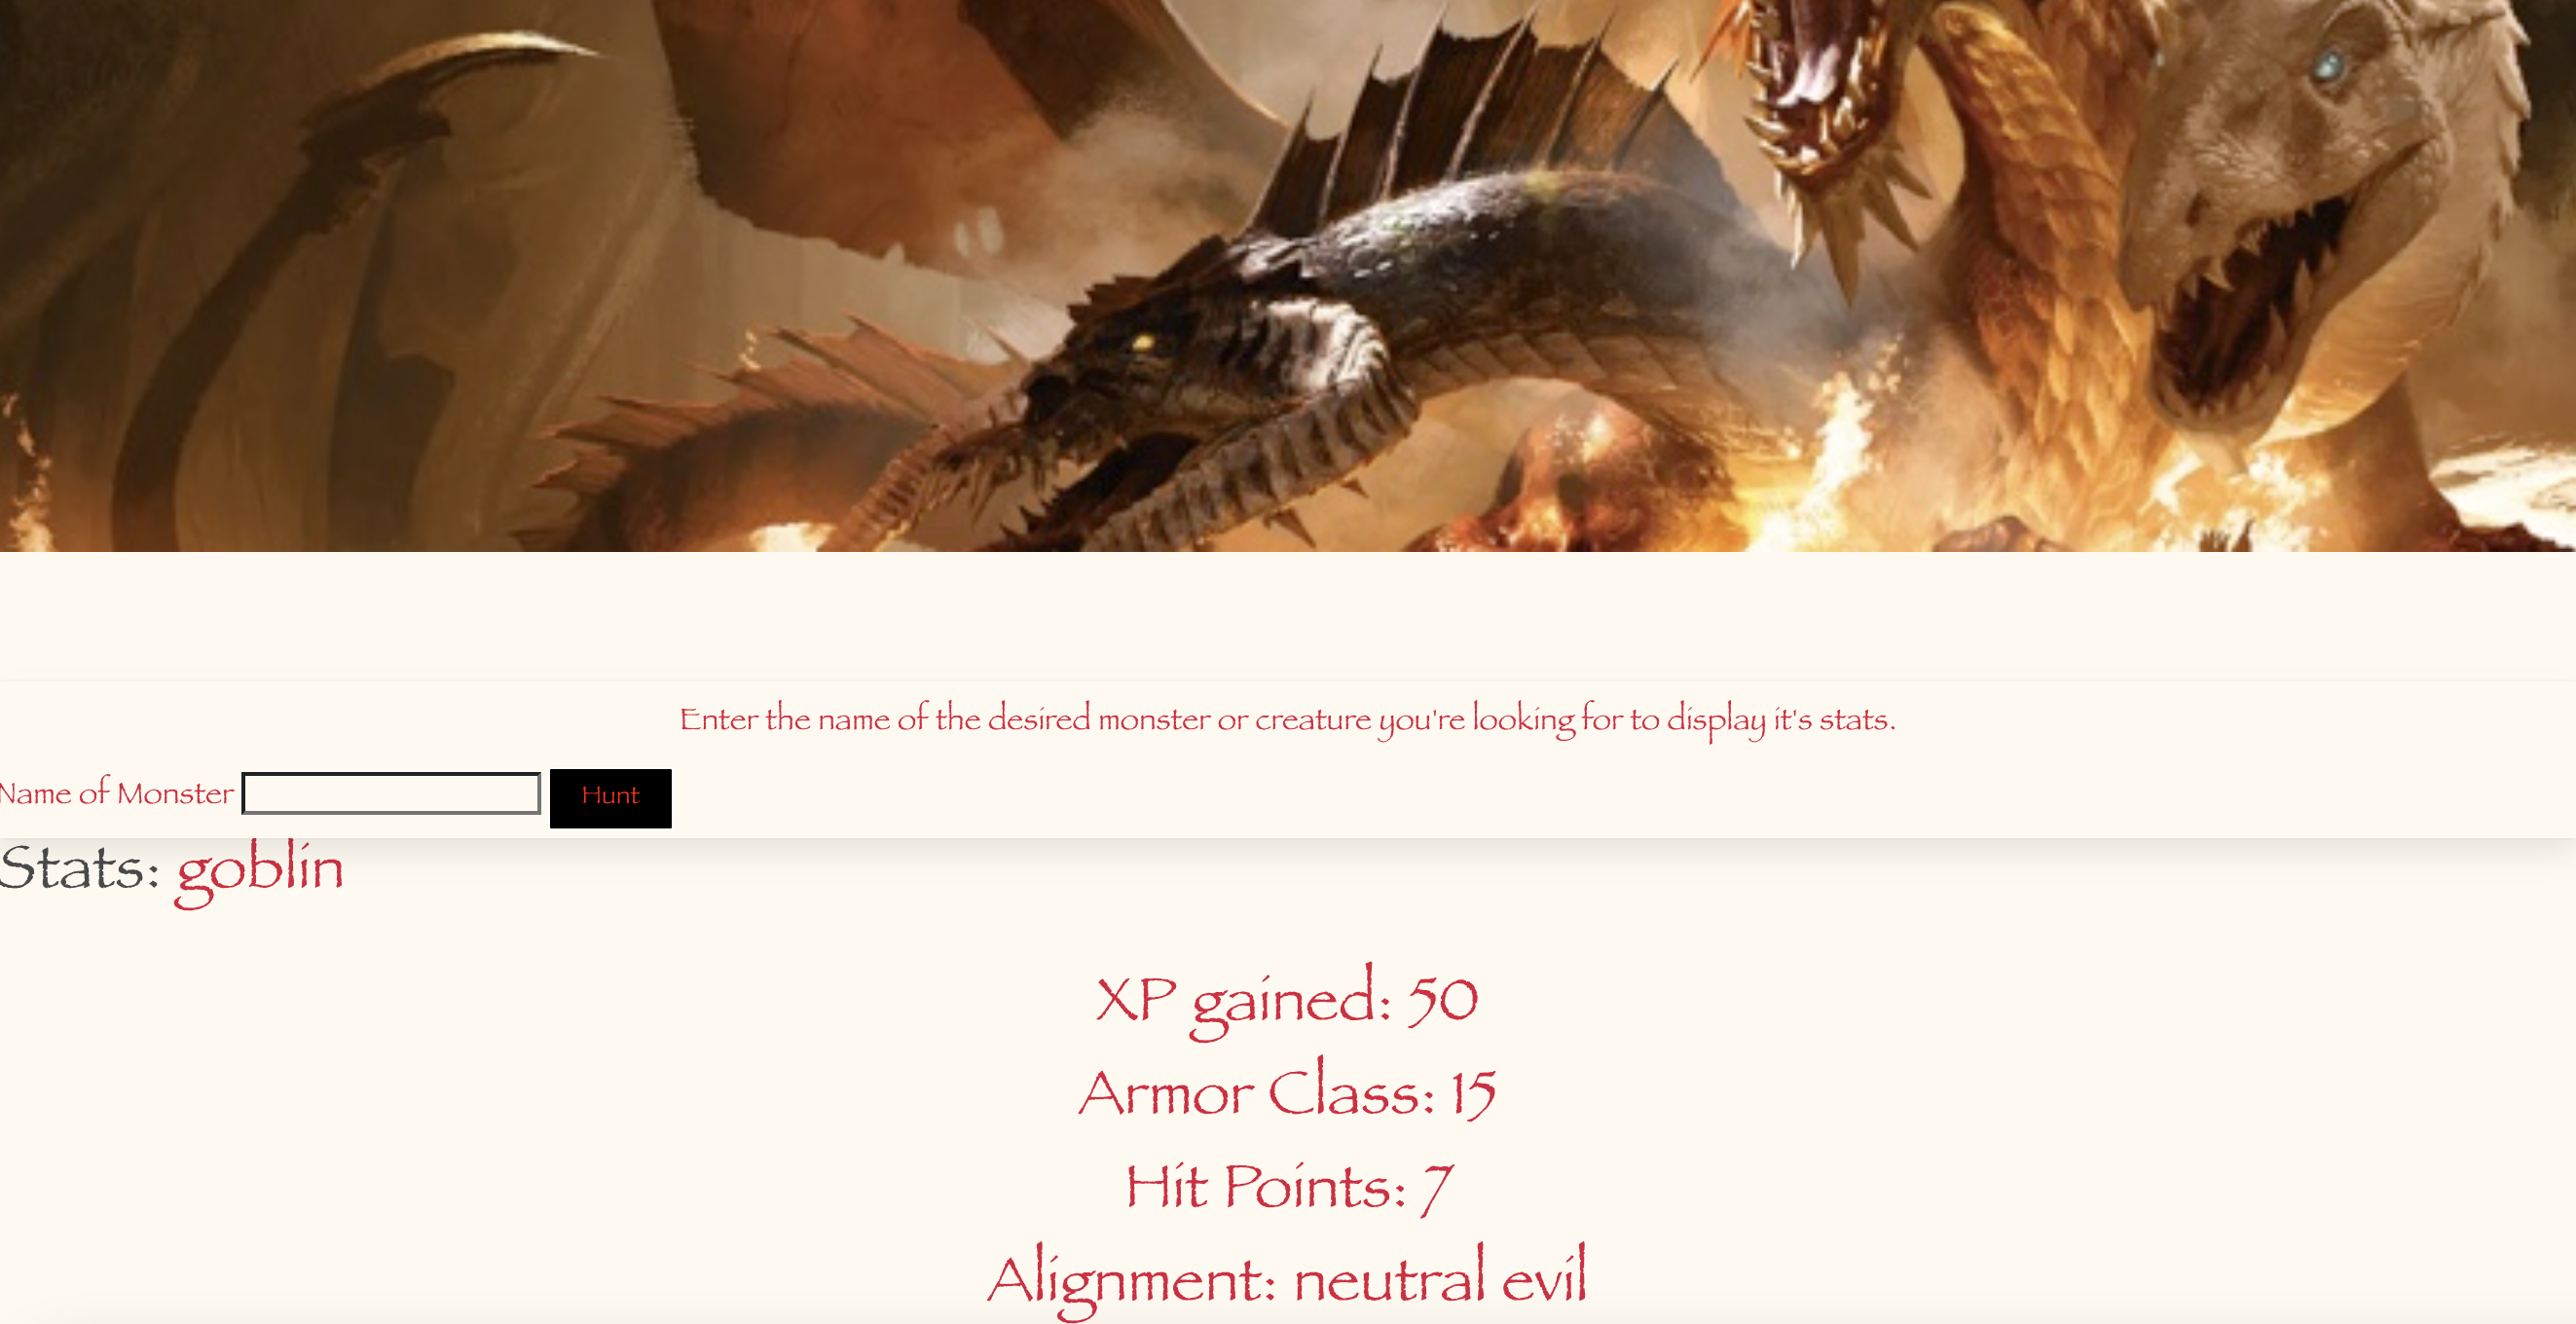 Enter the name of the desired monster or creature you're looking for to display it's stats.
Name of Monster Hunt
Stats: goblin
XP gained: 50
Armor Class: 15
Hit Points: 7
Alignment: neutral evil